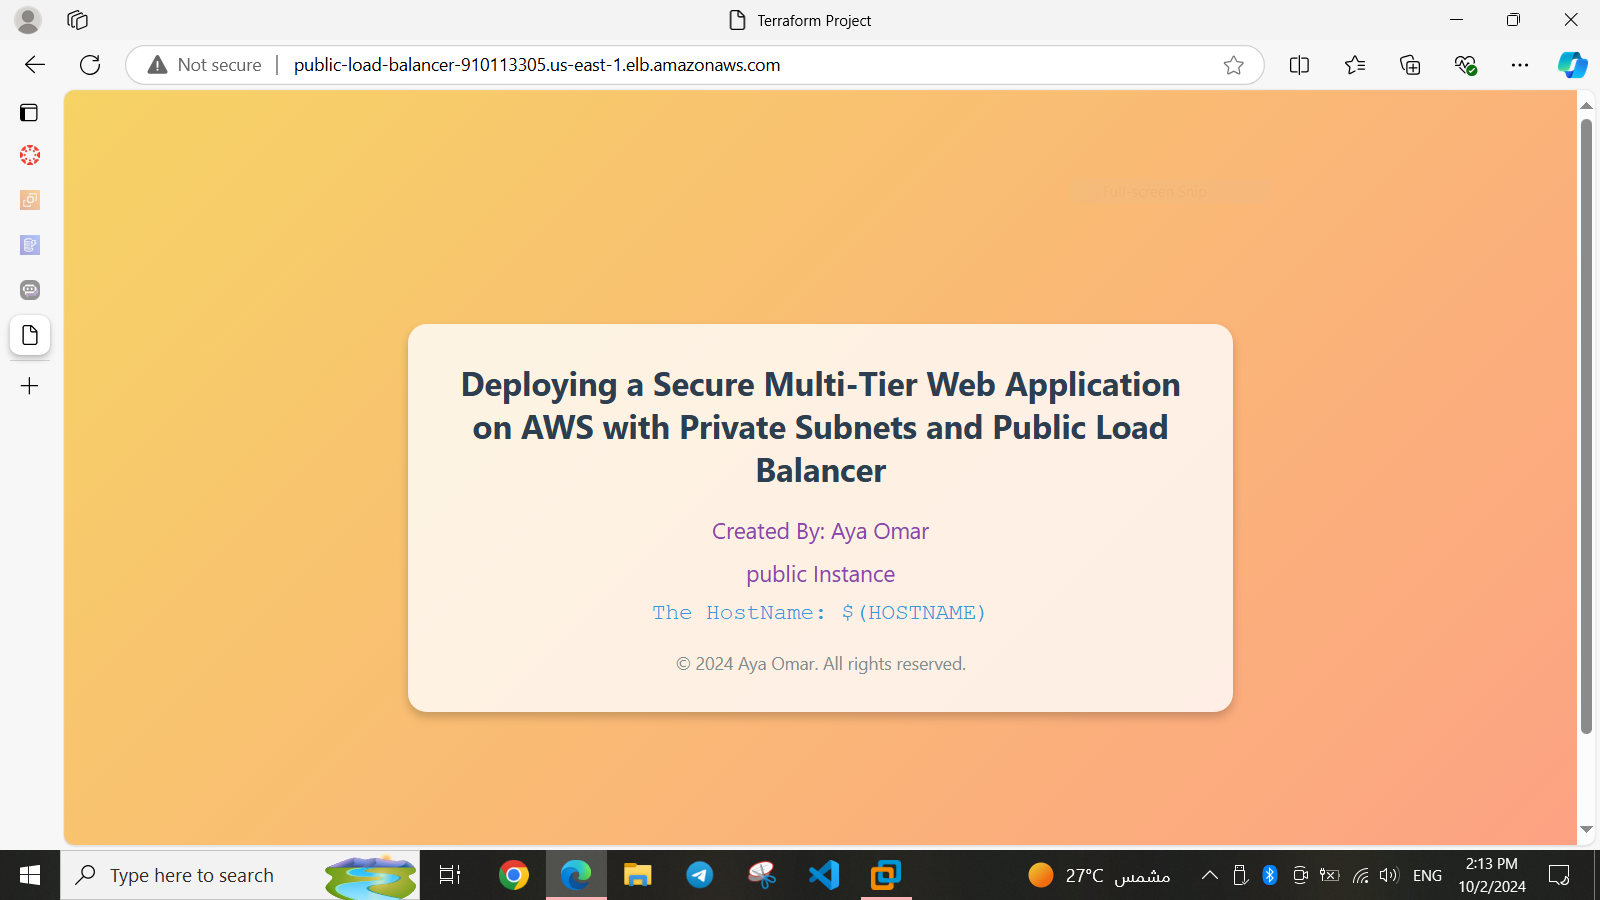 Terraform Project
Not secure
public-load-balancer-910113305.us-east-1.elb.amazonaws.com
Full-screen Snip
Deploying a Secure Multi-Tier Web Application
on AWS with Private Subnets and Public Load
Balancer
Created By: Aya Omar
public Instance
The HostName: $(HOSTNAME)
© 2024 Aya Omar. All rights reserved.
Type here to search
27°C مشمس
ENG
2:13 PM
10/2/2024